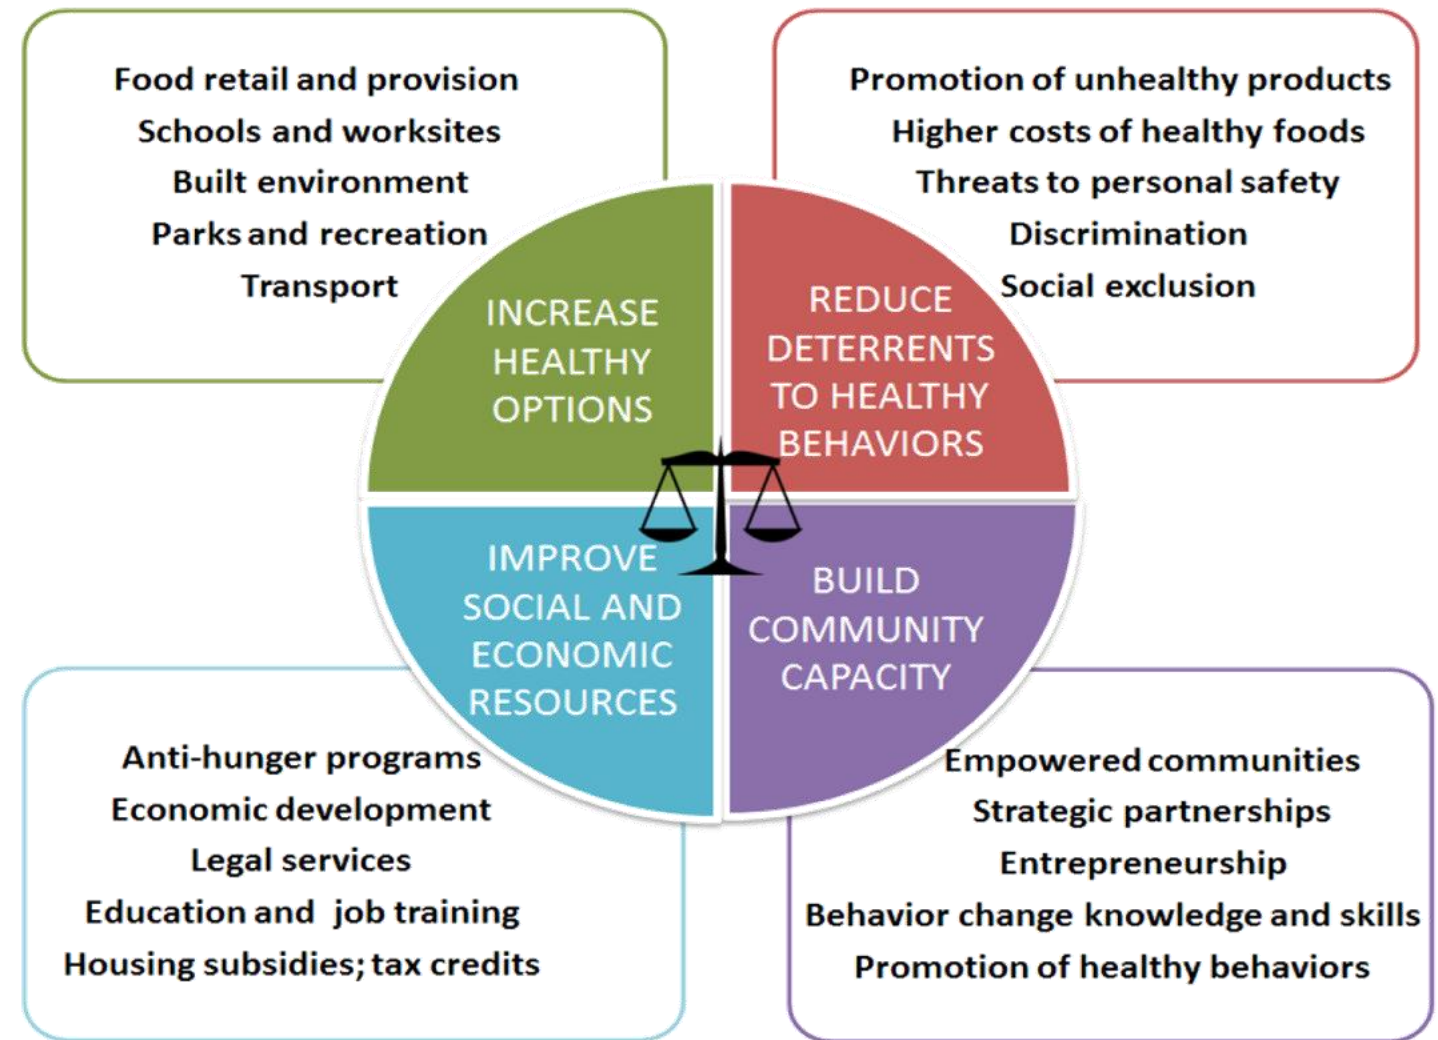 Food retail and provision
Schools and worksites
Built environment
Parks and recreation
Transport
INCREASE
HEALTHY
OPTIONS
Promotion of unhealthy products
Higher costs of healthy foods
Threats to personal safety
Discrimination
Social exclusion
REDUCE
DETERRENTS
TO HEALTHY
BEHAVIORS
IMPROVE
SOCIAL AND
ECONOMIC
RESOURCES
Anti-hunger programs
Economic development
Legal services
Education and job training
Housing subsidies; tax credits
BUILD
COMMUNITY
CAPACITY
Empowered communities
Strategic partnerships
Entrepreneurship
Behavior change knowledge and skills
Promotion of healthy behaviors